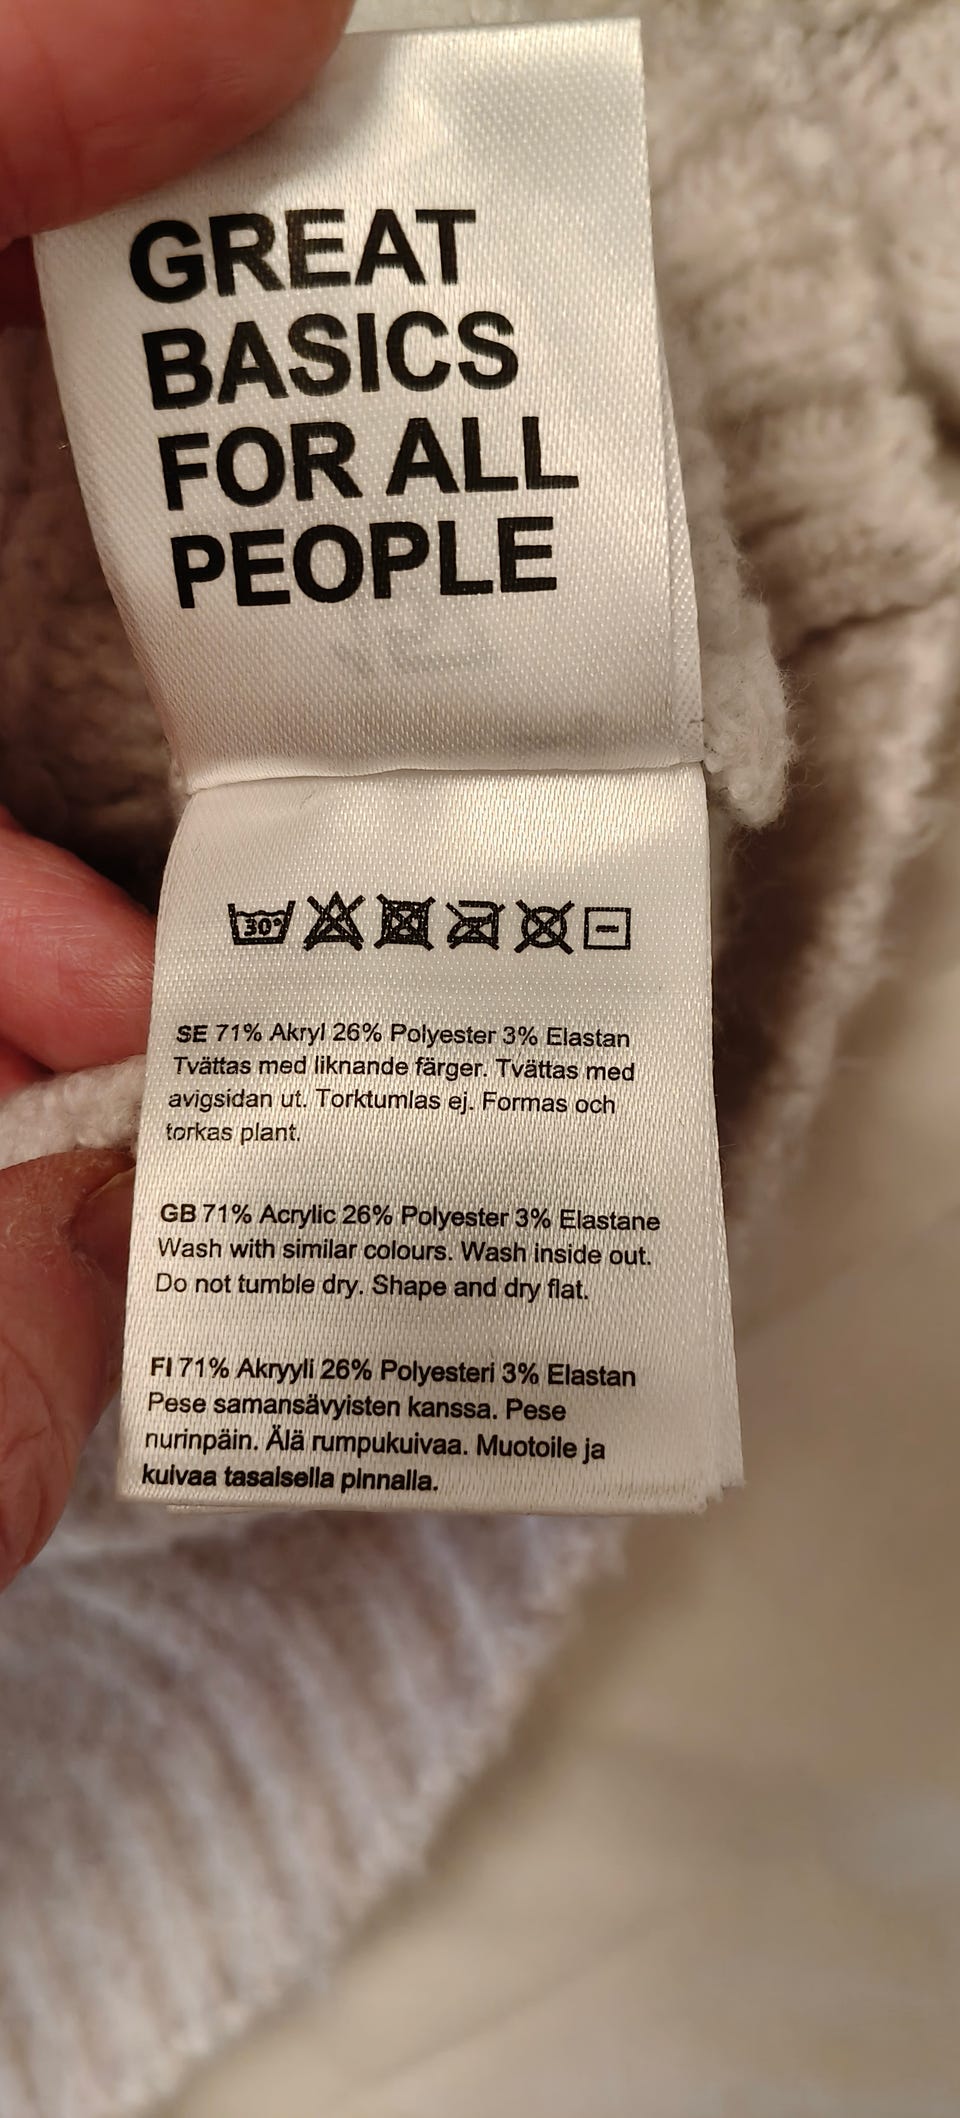 GREAT
BASICS
FOR ALL
PEOPLE
30°
SE 71% Akryl 26% Polyester 3% Elastan
Tvättas med liknande färger. Tvättas med
avigsidan ut. Torktumlas ej. Formas och
torkas plant.
GB 71% Acrylic 26% Polyester 3% Elastane
Wash with similar colours. Wash inside out.
Do not tumble dry. Shape and dry flat.
FI 71% Akryyli 26% Polyesteri 3% Elastan
Pese samansävyisten kanssa. Pese
nurinpäin. Älä rumpukuivaa. Muotoile ja
kuivaa tasaisella pinnalla.